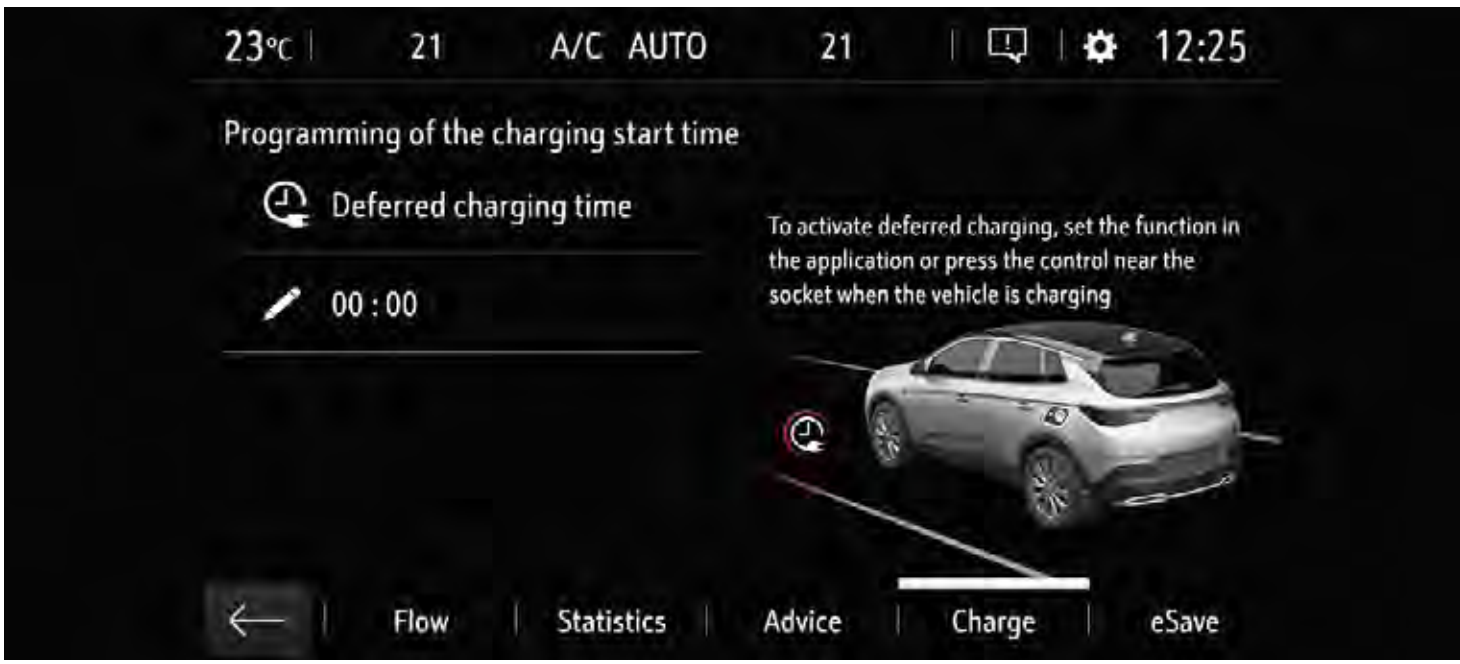 23°C 21 A/C AUTO 21 12:25
Programming of the charging start time
Deferred charging time
To activate deferred charging, set the function in
the application or press the control near the
socket when the vehicle is charging
00 : 00
Flow Statistics Advice Charge eSave